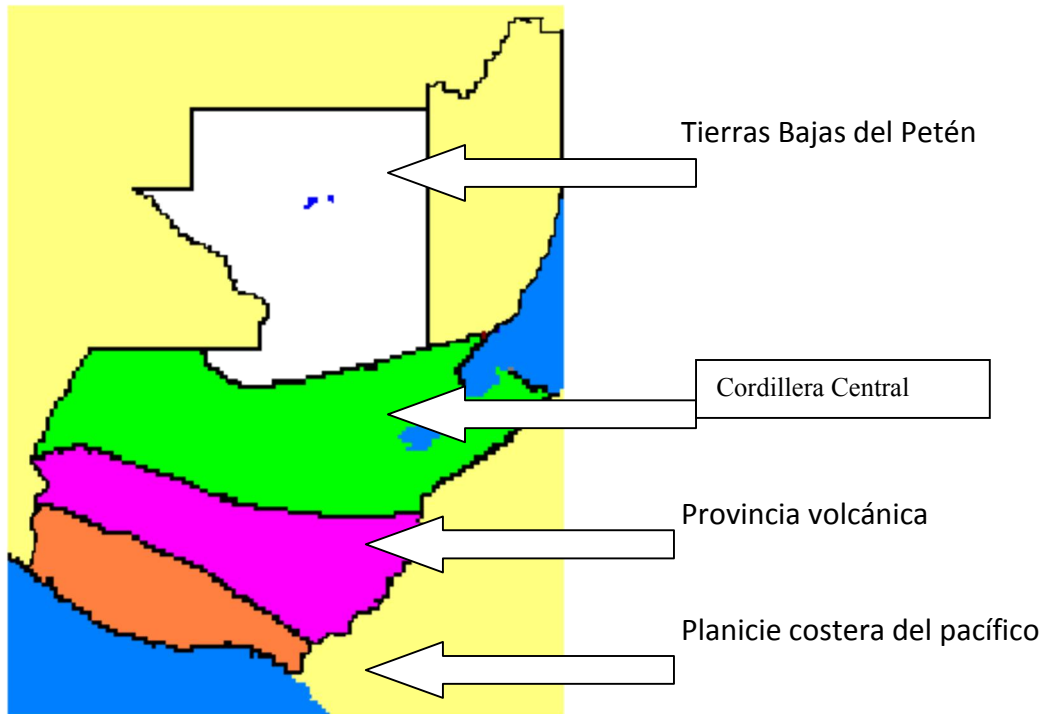 Tierras Bajas del Petén
Cordillera Central
Provincia volcánica
Planicie costera del pacífico